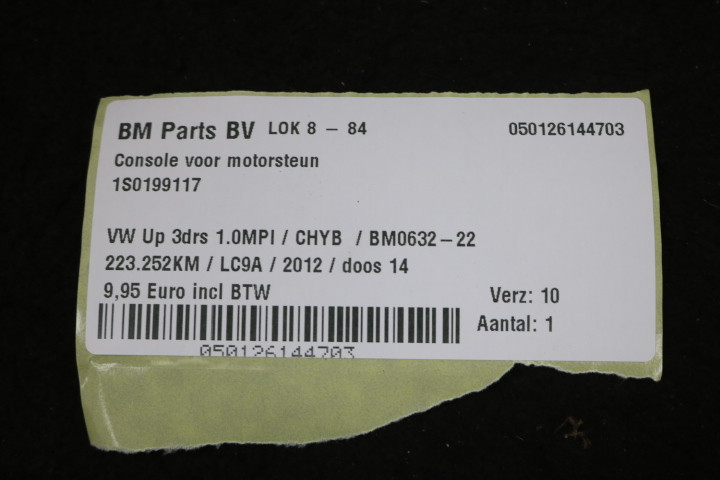 BM Parts BV LOK 8 - 84 050126144703
Console voor motorsteun
1S0199117
VW Up 3drs 1.0MPI / CHYB / BM0632-22
223.252KM / LC9A / 2012 / doos 14
9,95 Euro incl BTW Verz: 10
Aantal: 1
050126144703